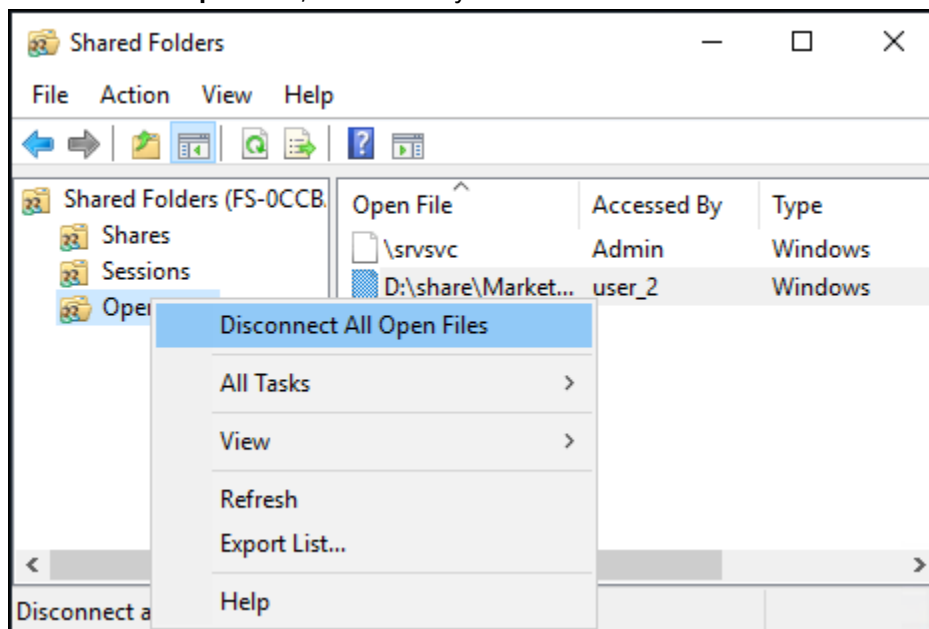 Shared Folders
File Action View Help
Shared Folders (FS-0CCB.
Shares
Sessions
Ope
Open File Accessed By Type
\srvsvc Admin Windows
D:\share\Market... user_2 Windows
Disconnect All Open Files
All Tasks
View
Refresh
Export List...
Help
Disconnect a